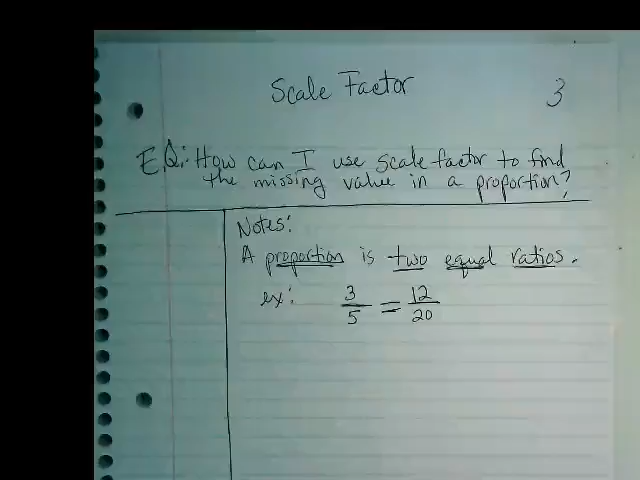 Scale Factor
3
E.Q.: How can I use scale factor to find
the missing value in a proportion?
Notes:
A proportion is two equal ratios.
ex: 3/5 = 12/20